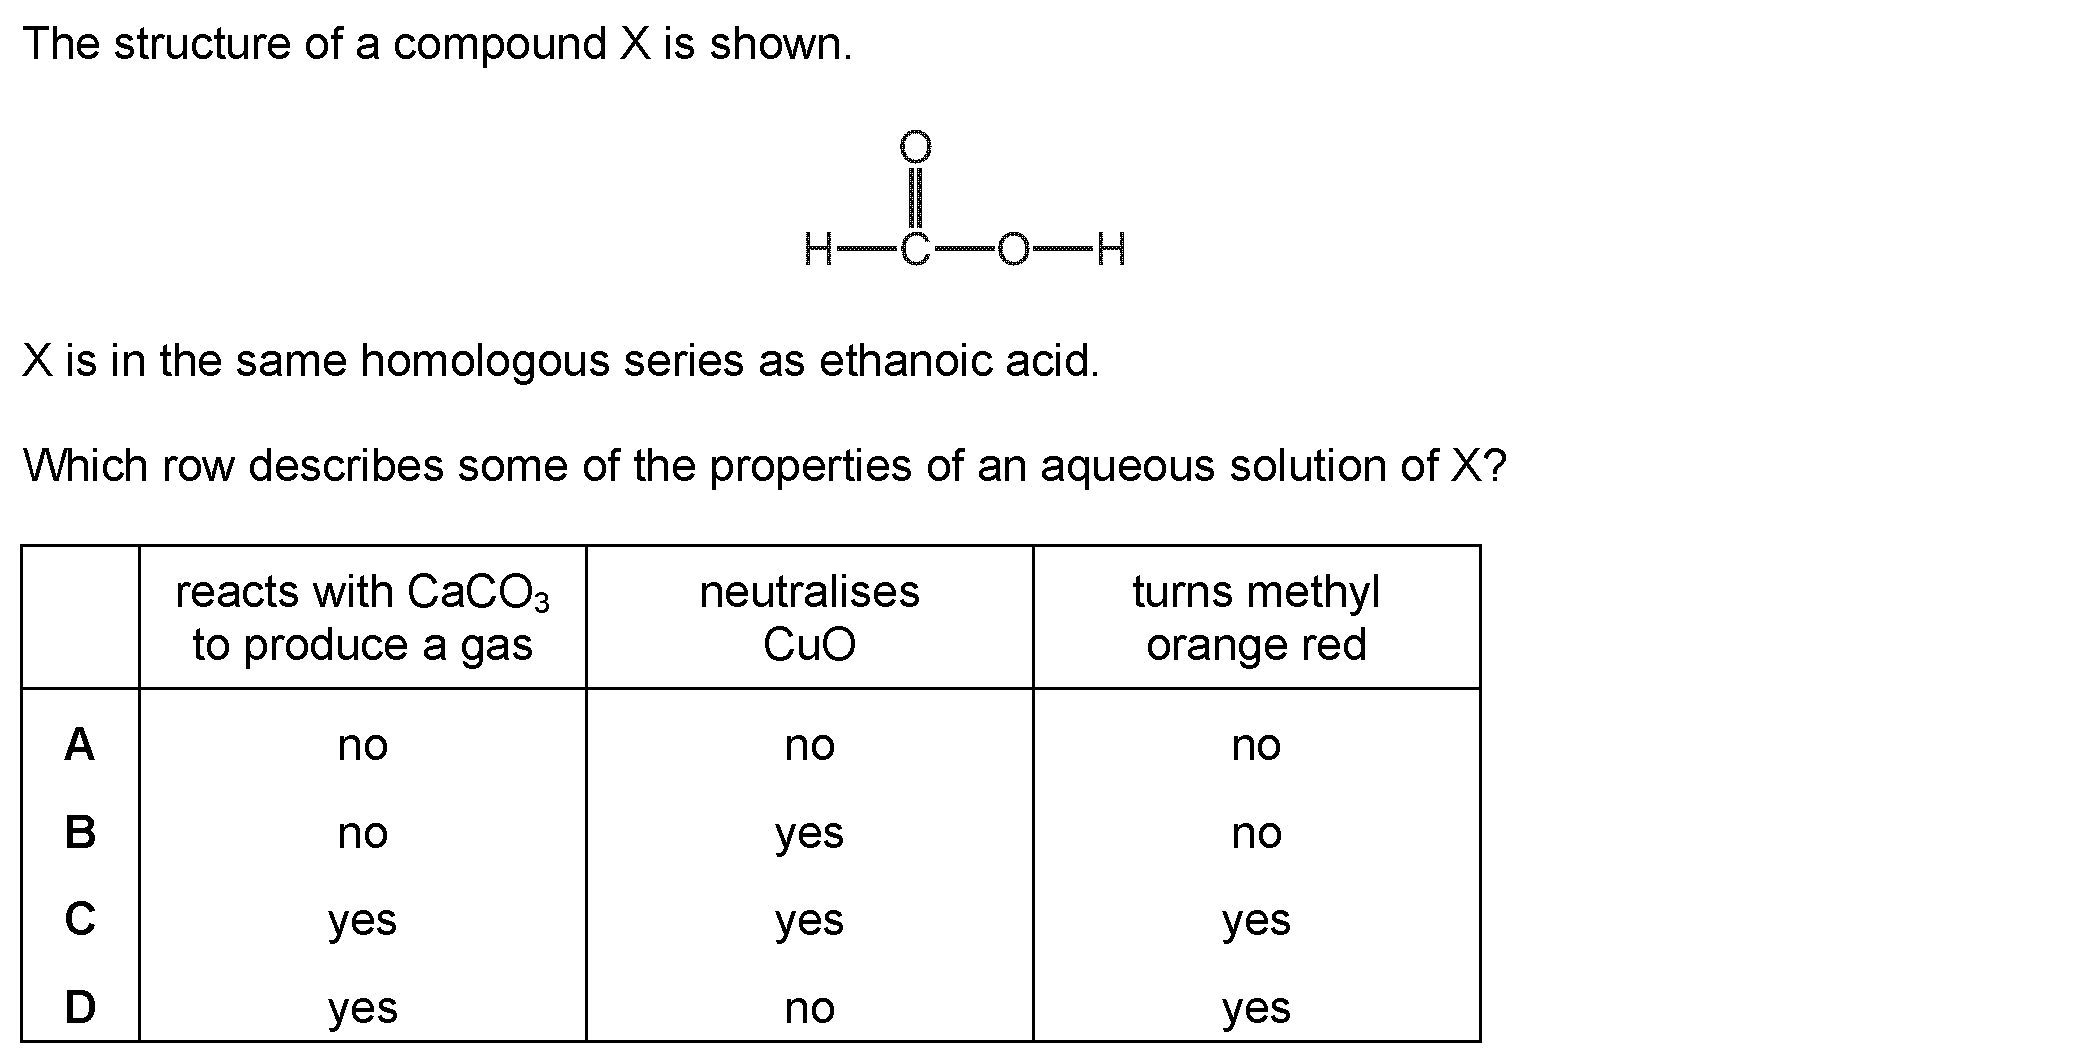 The structure of a compound X is shown.
O
H C O H
X is in the same homologous series as ethanoic acid.
Which row describes some of the properties of an aqueous solution of X?
reacts with CaCO₃ to produce a gas neutralises CuO turns methyl orange red
A no no no
B no yes no
C yes yes yes
D yes no yes